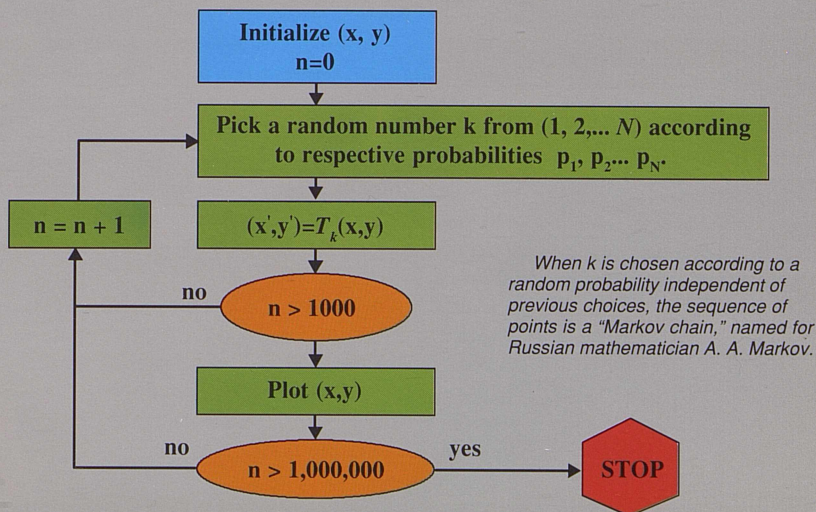 Initialize (x, y)
n=0
Pick a random number k from (1, 2,... N) according
to respective probabilities p₁, p₂... p_N.
n = n + 1
(x',y')=T_k(x,y)
no
n > 1000
When k is chosen according to a
random probability independent of
previous choices, the sequence of
points is a “Markov chain,” named for
Russian mathematician A. A. Markov.
Plot (x,y)
no
n > 1,000,000
yes
STOP